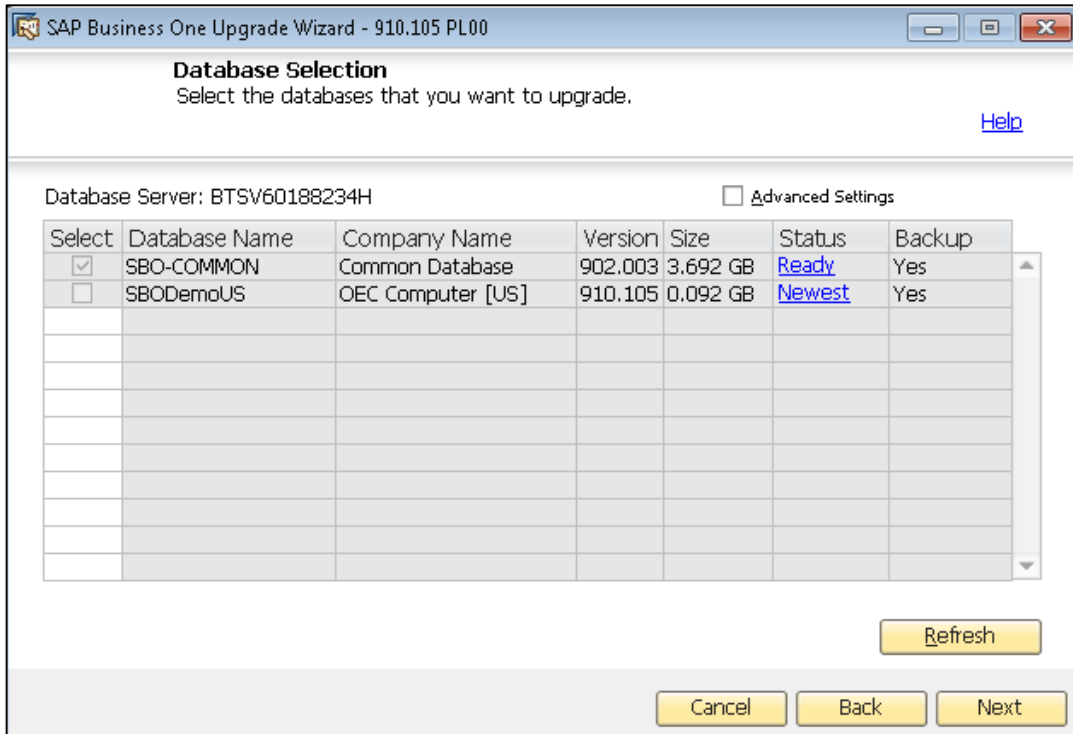 SAP Business One Upgrade Wizard - 910.105 PL00
Database Selection
Select the databases that you want to upgrade.
Help
Database Server: BTSV60188234H Advanced Settings
Select Database Name Company Name Version Size Status Backup
SBO-COMMON Common Database 902.003 3.692 GB Ready Yes
SBODemoUS OEC Computer [US] 910.105 0.092 GB Newest Yes
Refresh
Cancel Back Next